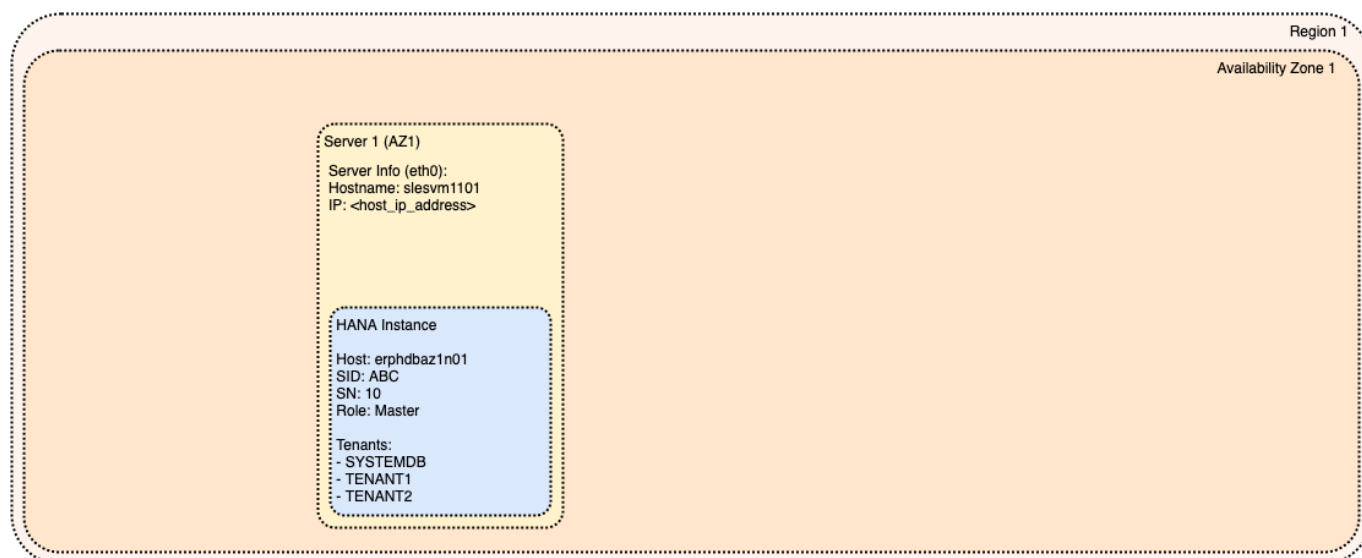 Region 1
Availability Zone 1
Server 1 (AZ1)
Server Info (eth0):
Hostname: slesvm1101
IP: <host_ip_address>
HANA Instance
Host: erphdbaz1n01
SID: ABC
SN: 10
Role: Master
Tenants:
- SYSTEMDB
- TENANT1
- TENANT2